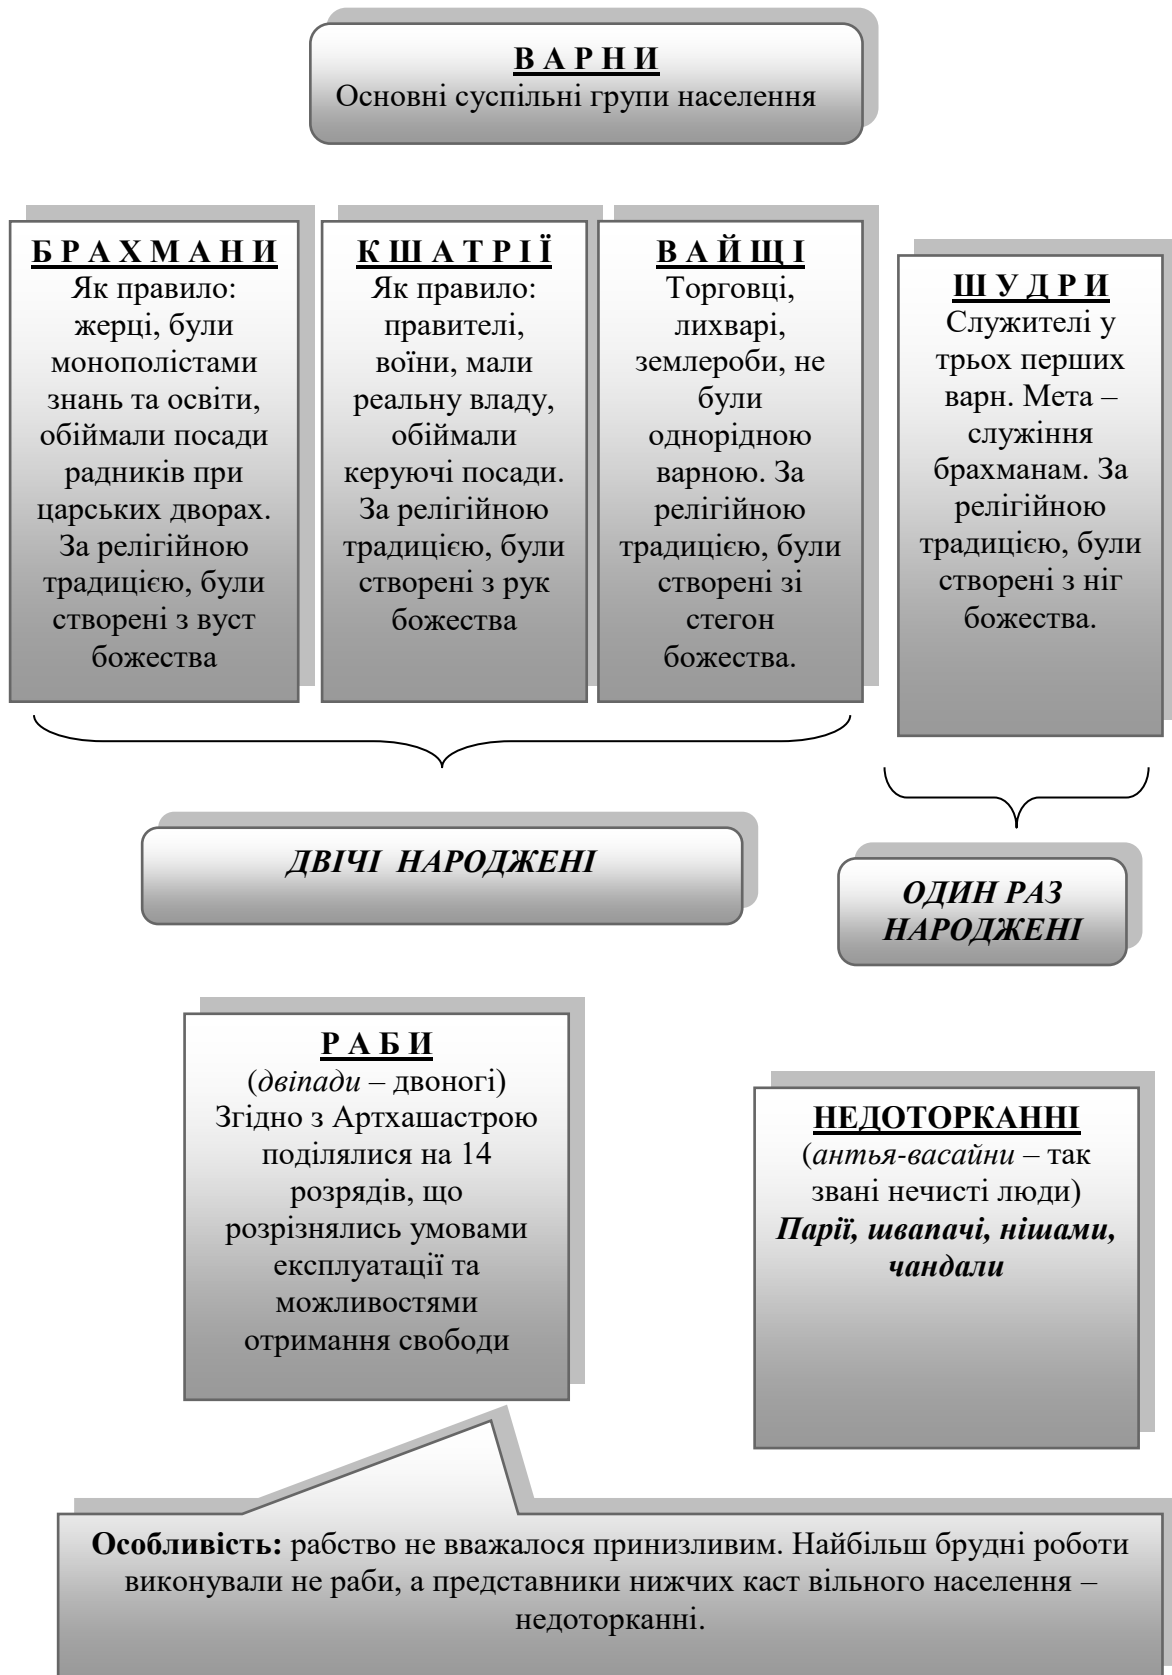 В А Р Н И
Основні суспільні групи населення
Б Р А Х М А Н И
Як правило:
жерці, були
монополістами
знань та освіти,
обіймали посади
радників при
царських дворах.
За релігійною
традицією, були
створені з вуст
божества
К Ш А Т Р І Ї
Як правило:
правителі,
воїни, мали
реальну владу,
обіймали
керуючі посади.
За релігійною
традицією, були
створені з рук
божества
В А Й Щ І
Торговці,
лихварі,
землероби, не
були
однорідною
варною. За
релігійною
традицією, були
створені зі
стегон
божества.
Ш У Д Р И
Служителі у
трьох перших
варн. Мета –
служіння
брахманам. За
релігійною
традицією, були
створені з ніг
божества.
ДВІЧІ НАРОДЖЕНІ
ОДИН РАЗ
НАРОДЖЕНІ
Р А Б И
(двіпади – двоногі)
Згідно з Артхашастрою
поділялися на 14
розрядів, що
розрізнялись умовами
експлуатації та
можливостями
отримання свободи
НЕДОТОРКАННІ
(антья-васайни – так
звані нечисті люди)
Парії, швапачі, нішами,
чандали
Особливість: рабство не вважалося принизливим. Найбільш брудні роботи
виконували не раби, а представники нижчих каст вільного населення –
недоторканні.